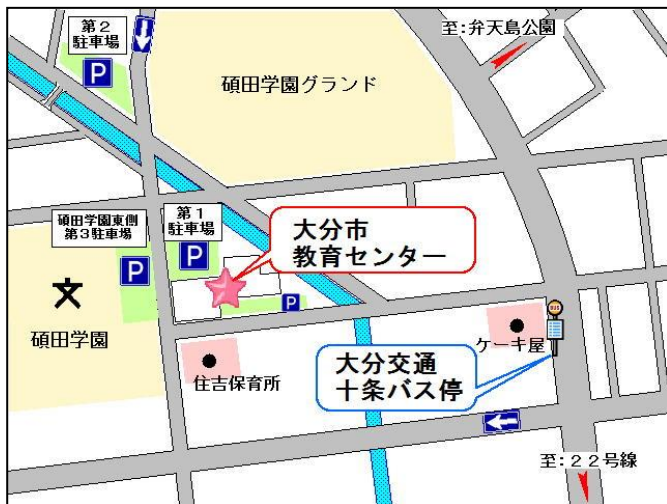 第２
駐車場
P
至:弁天島公園
碩田学園グランド
碩田学園東側
第３駐車場
P
第１
駐車場
P
大分市
教育センター
P
文
碩田学園
住吉保育所
ケーキ屋
BUS
大分交通
十条バス停
至:２２号線